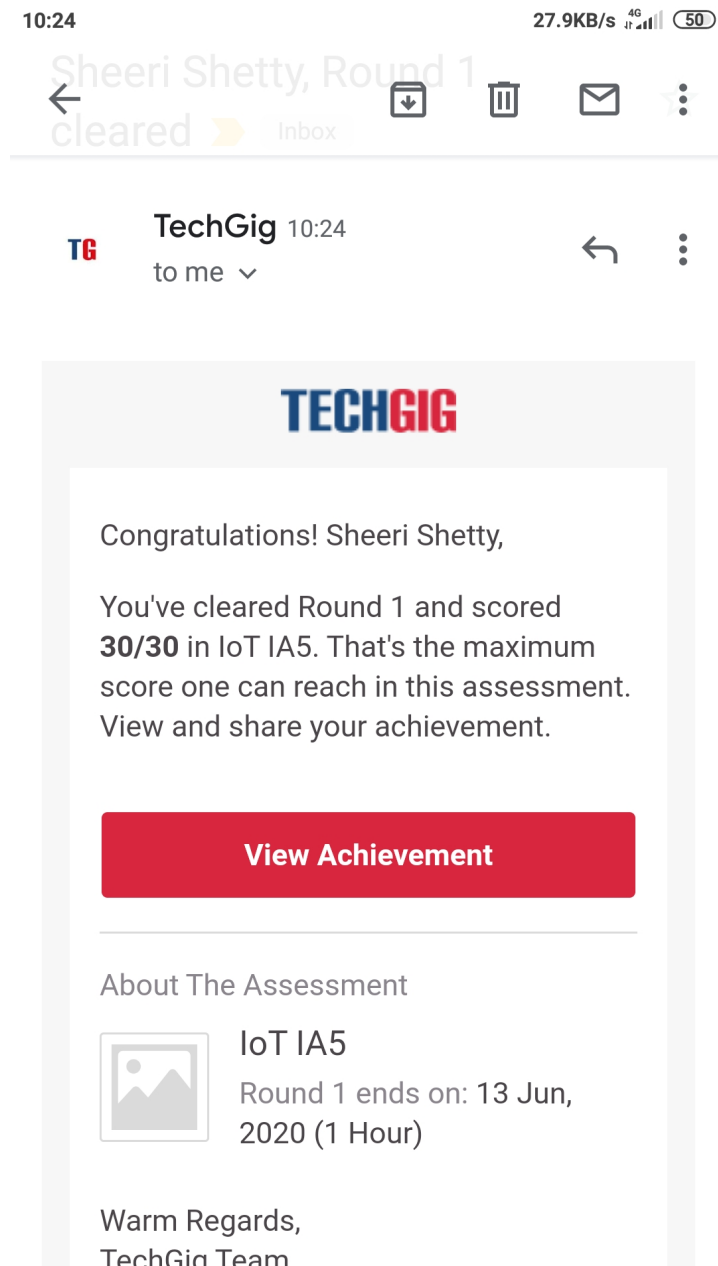 10:24
27.9KB/s 4G 50
Sheeri Shetty, Round 1
cleared Inbox
TG
TechGig 10:24
to me
TECHGIG
Congratulations! Sheeri Shetty,
You've cleared Round 1 and scored
30/30 in IoT IA5. That's the maximum
score one can reach in this assessment.
View and share your achievement.
View Achievement
About The Assessment
IoT IA5
Round 1 ends on: 13 Jun,
2020 (1 Hour)
Warm Regards,
TechGig Team